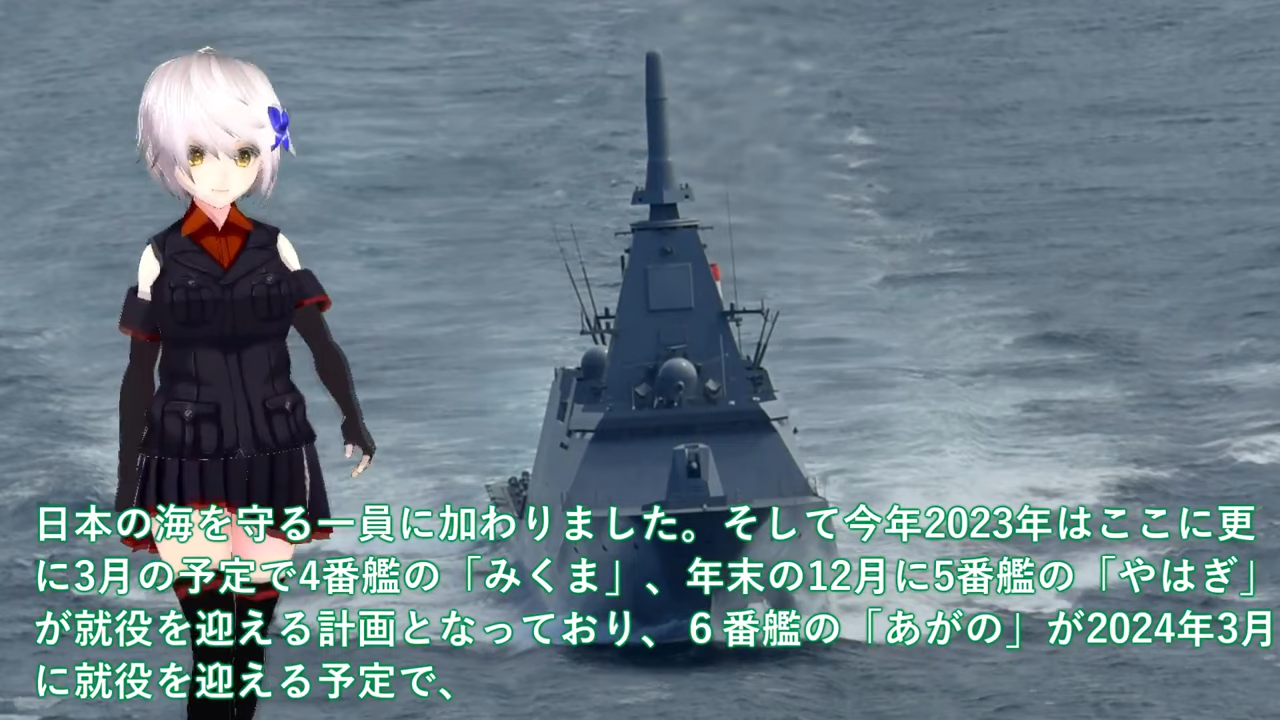 日本の海を守る一員に加わりました。そして今年2023年はここに更
に3月の予定で4番艦の「みくま」、年末の12月に5番艦の「やはぎ」
が就役を迎える計画となっており、６番艦の「あがの」が2024年3月
に就役を迎える予定で、